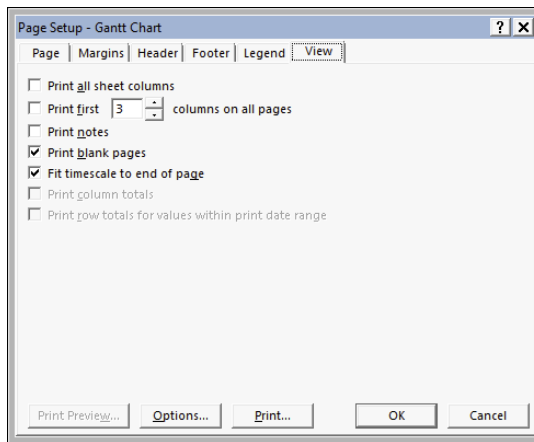 Page Setup - Gantt Chart
Page Margins Header Footer Legend View
Print all sheet columns
Print first 3 columns on all pages
Print notes
Print blank pages
Fit timescale to end of page
Print column totals
Print row totals for values within print date range
Print Preview... Options... Print... OK Cancel